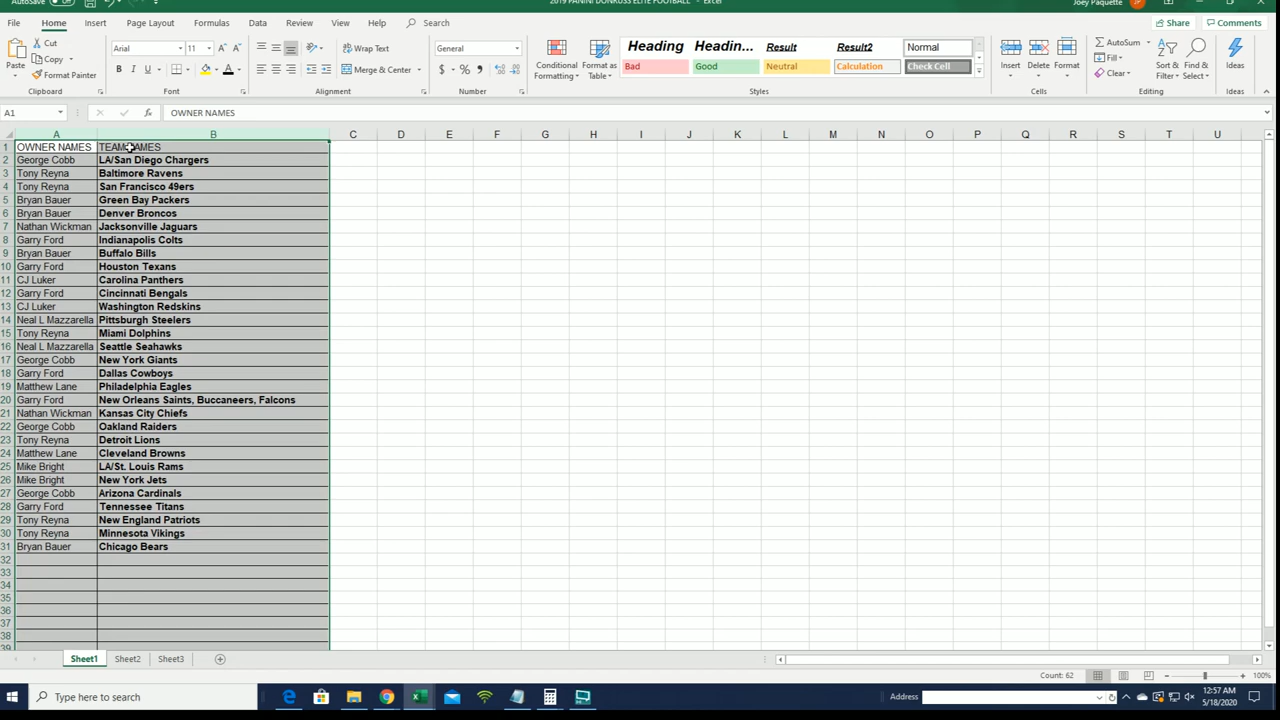 AutoSave Off 2019 PANINI DONRUSS ELITE FOOTBALL - Excel Joey Paquette JP
File Home Insert Page Layout Formulas Data Review View Help Search Share Comments
Paste Cut Copy Format Painter Clipboard
Arial 11 B I U A Font
Wrap Text Merge & Center Alignment
General $ % Number
Conditional Formatting Format as Table
Heading Headin... Result Result2 Normal
Bad Good Neutral Calculation Check Cell
Styles
Insert Delete Format Cells
AutoSum Fill Clear Sort & Filter Find & Select Editing
Ideas Ideas
A1 fx OWNER NAMES
A B C D E F G H I J K L M N O P Q R S T U
1 OWNER NAMES TEAM NAMES
2 George Cobb LA/San Diego Chargers
3 Tony Reyna Baltimore Ravens
4 Tony Reyna San Francisco 49ers
5 Bryan Bauer Green Bay Packers
6 Bryan Bauer Denver Broncos
7 Nathan Wickman Jacksonville Jaguars
8 Garry Ford Indianapolis Colts
9 Bryan Bauer Buffalo Bills
10 Garry Ford Houston Texans
11 CJ Luker Carolina Panthers
12 Garry Ford Cincinnati Bengals
13 CJ Luker Washington Redskins
14 Neal L Mazzarella Pittsburgh Steelers
15 Tony Reyna Miami Dolphins
16 Neal L Mazzarella Seattle Seahawks
17 George Cobb New York Giants
18 Garry Ford Dallas Cowboys
19 Matthew Lane Philadelphia Eagles
20 Garry Ford New Orleans Saints, Buccaneers, Falcons
21 Nathan Wickman Kansas City Chiefs
22 George Cobb Oakland Raiders
23 Tony Reyna Detroit Lions
24 Matthew Lane Cleveland Browns
25 Mike Bright LA/St. Louis Rams
26 Mike Bright New York Jets
27 George Cobb Arizona Cardinals
28 Garry Ford Tennessee Titans
29 Tony Reyna New England Patriots
30 Tony Reyna Minnesota Vikings
31 Bryan Bauer Chicago Bears
32
33
34
35
36
37
38
39
Sheet1 Sheet2 Sheet3
Count: 62 100%
Type here to search Address 12:57 AM
5/18/2020